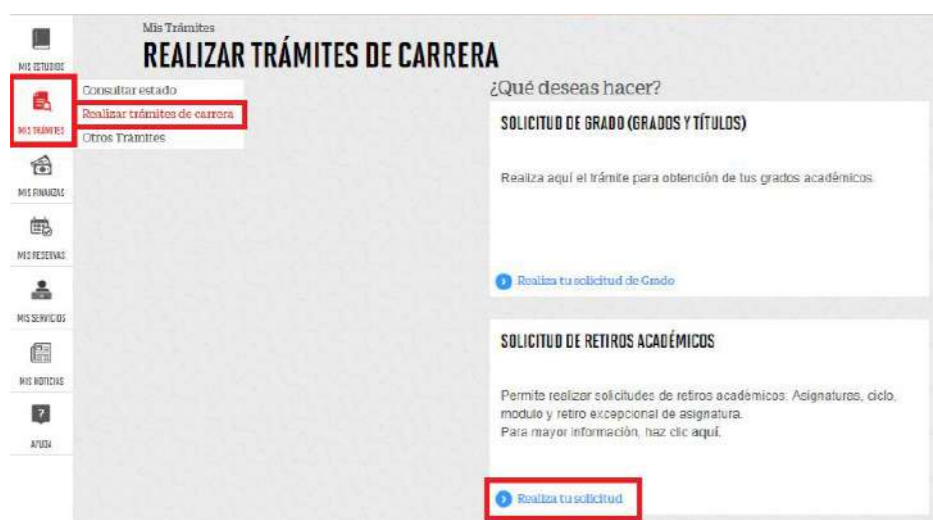 Mis Trámites
REALIZAR TRÁMITES DE CARRERA
MIS ESTUDIOS
MIS TRÁMITES
MIS FINANZAS
MIS RESERVAS
MIS SERVICIOS
MIS NOTICIAS
AYUDA
Consultar estado
Realizar trámites de carrera
Otros Trámites
¿Qué deseas hacer?
SOLICITUD DE GRADO (GRADOS Y TÍTULOS)
Realiza aquí el trámite para obtención de tus grados académicos.
Realiza tu solicitud de Grado
SOLICITUD DE RETIROS ACADÉMICOS
Permite realizar solicitudes de retiros académicos: Asignaturas, ciclo,
modulo y retiro excepcional de asignatura.
Para mayor información, haz clic aquí.
Realiza tu solicitud